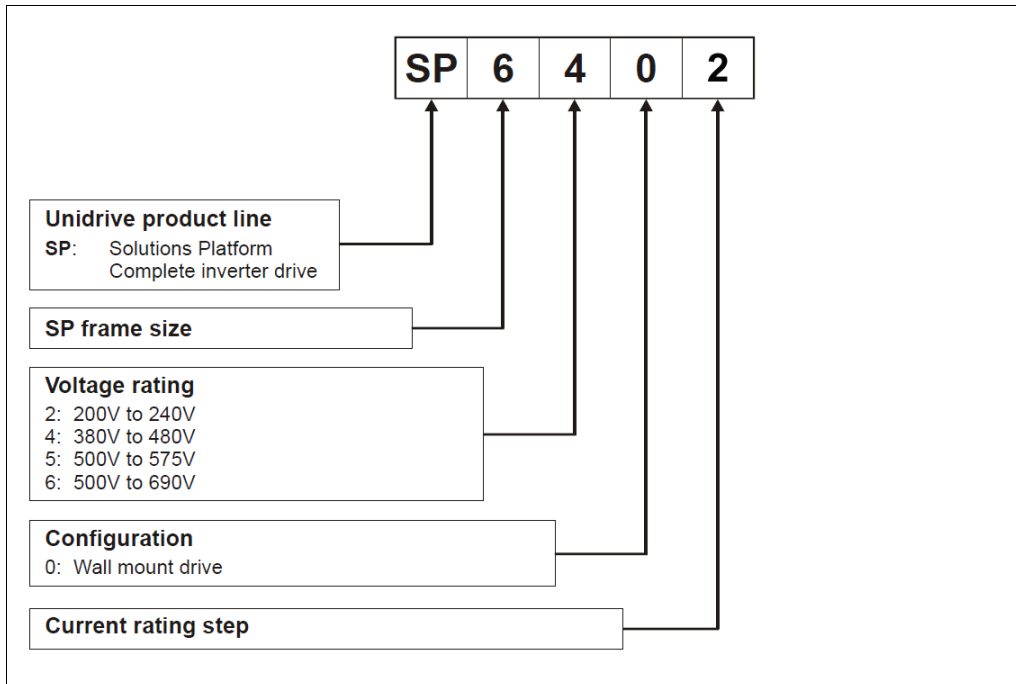 SP 6 4 0 2
Unidrive product line
SP: Solutions Platform
Complete inverter drive
SP frame size
Voltage rating
2: 200V to 240V
4: 380V to 480V
5: 500V to 575V
6: 500V to 690V
Configuration
0: Wall mount drive
Current rating step